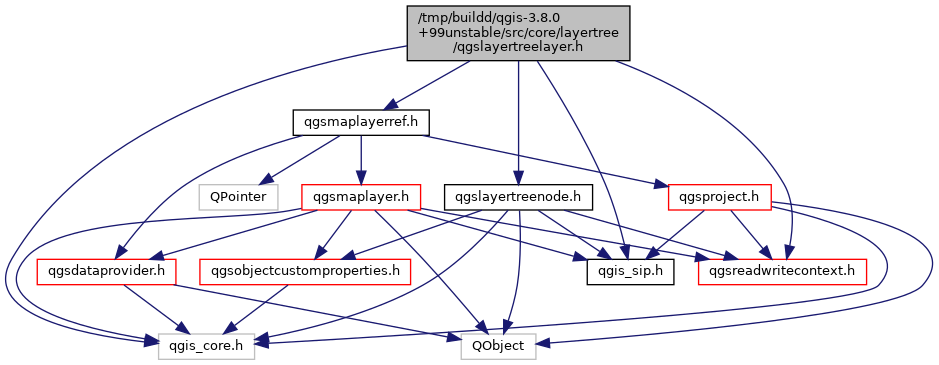 /tmp/buildd/qgis-3.8.0
+99unstable/src/core/layertree
/qgslayertreelayer.h
qgsmaplayerref.h
QPointer
qgsmaplayer.h
qgslayertreenode.h
qgsproject.h
qgsdataprovider.h
qgsobjectcustomproperties.h
qgis_sip.h
qgsreadwritecontext.h
qgis_core.h
QObject